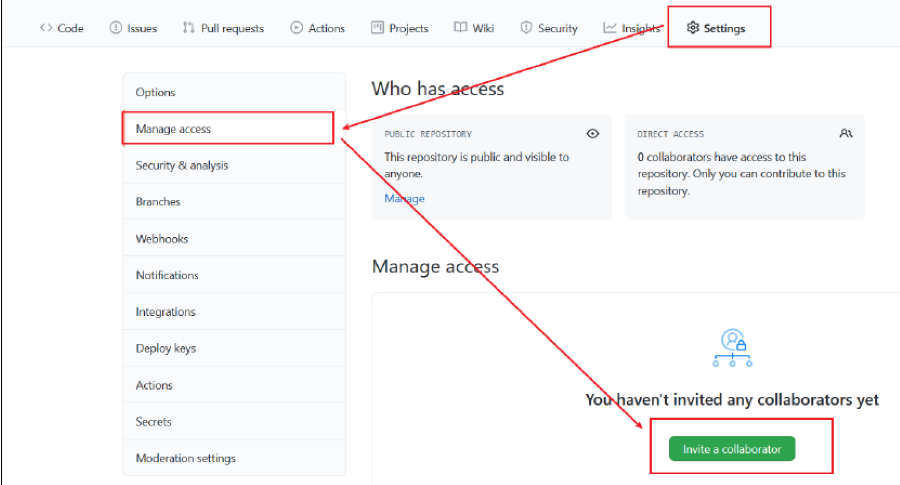 Code Issues Pull requests Actions Projects Wiki Security Insights Settings
Options
Manage access
Security & analysis
Branches
Webhooks
Notifications
Integrations
Deploy keys
Actions
Secrets
Moderation settings
Who has access
PUBLIC REPOSITORY
This repository is public and visible to
anyone.
Manage
DIRECT ACCESS
0 collaborators have access to this
repository. Only you can contribute to this
repository.
Manage access
You haven't invited any collaborators yet
Invite a collaborator